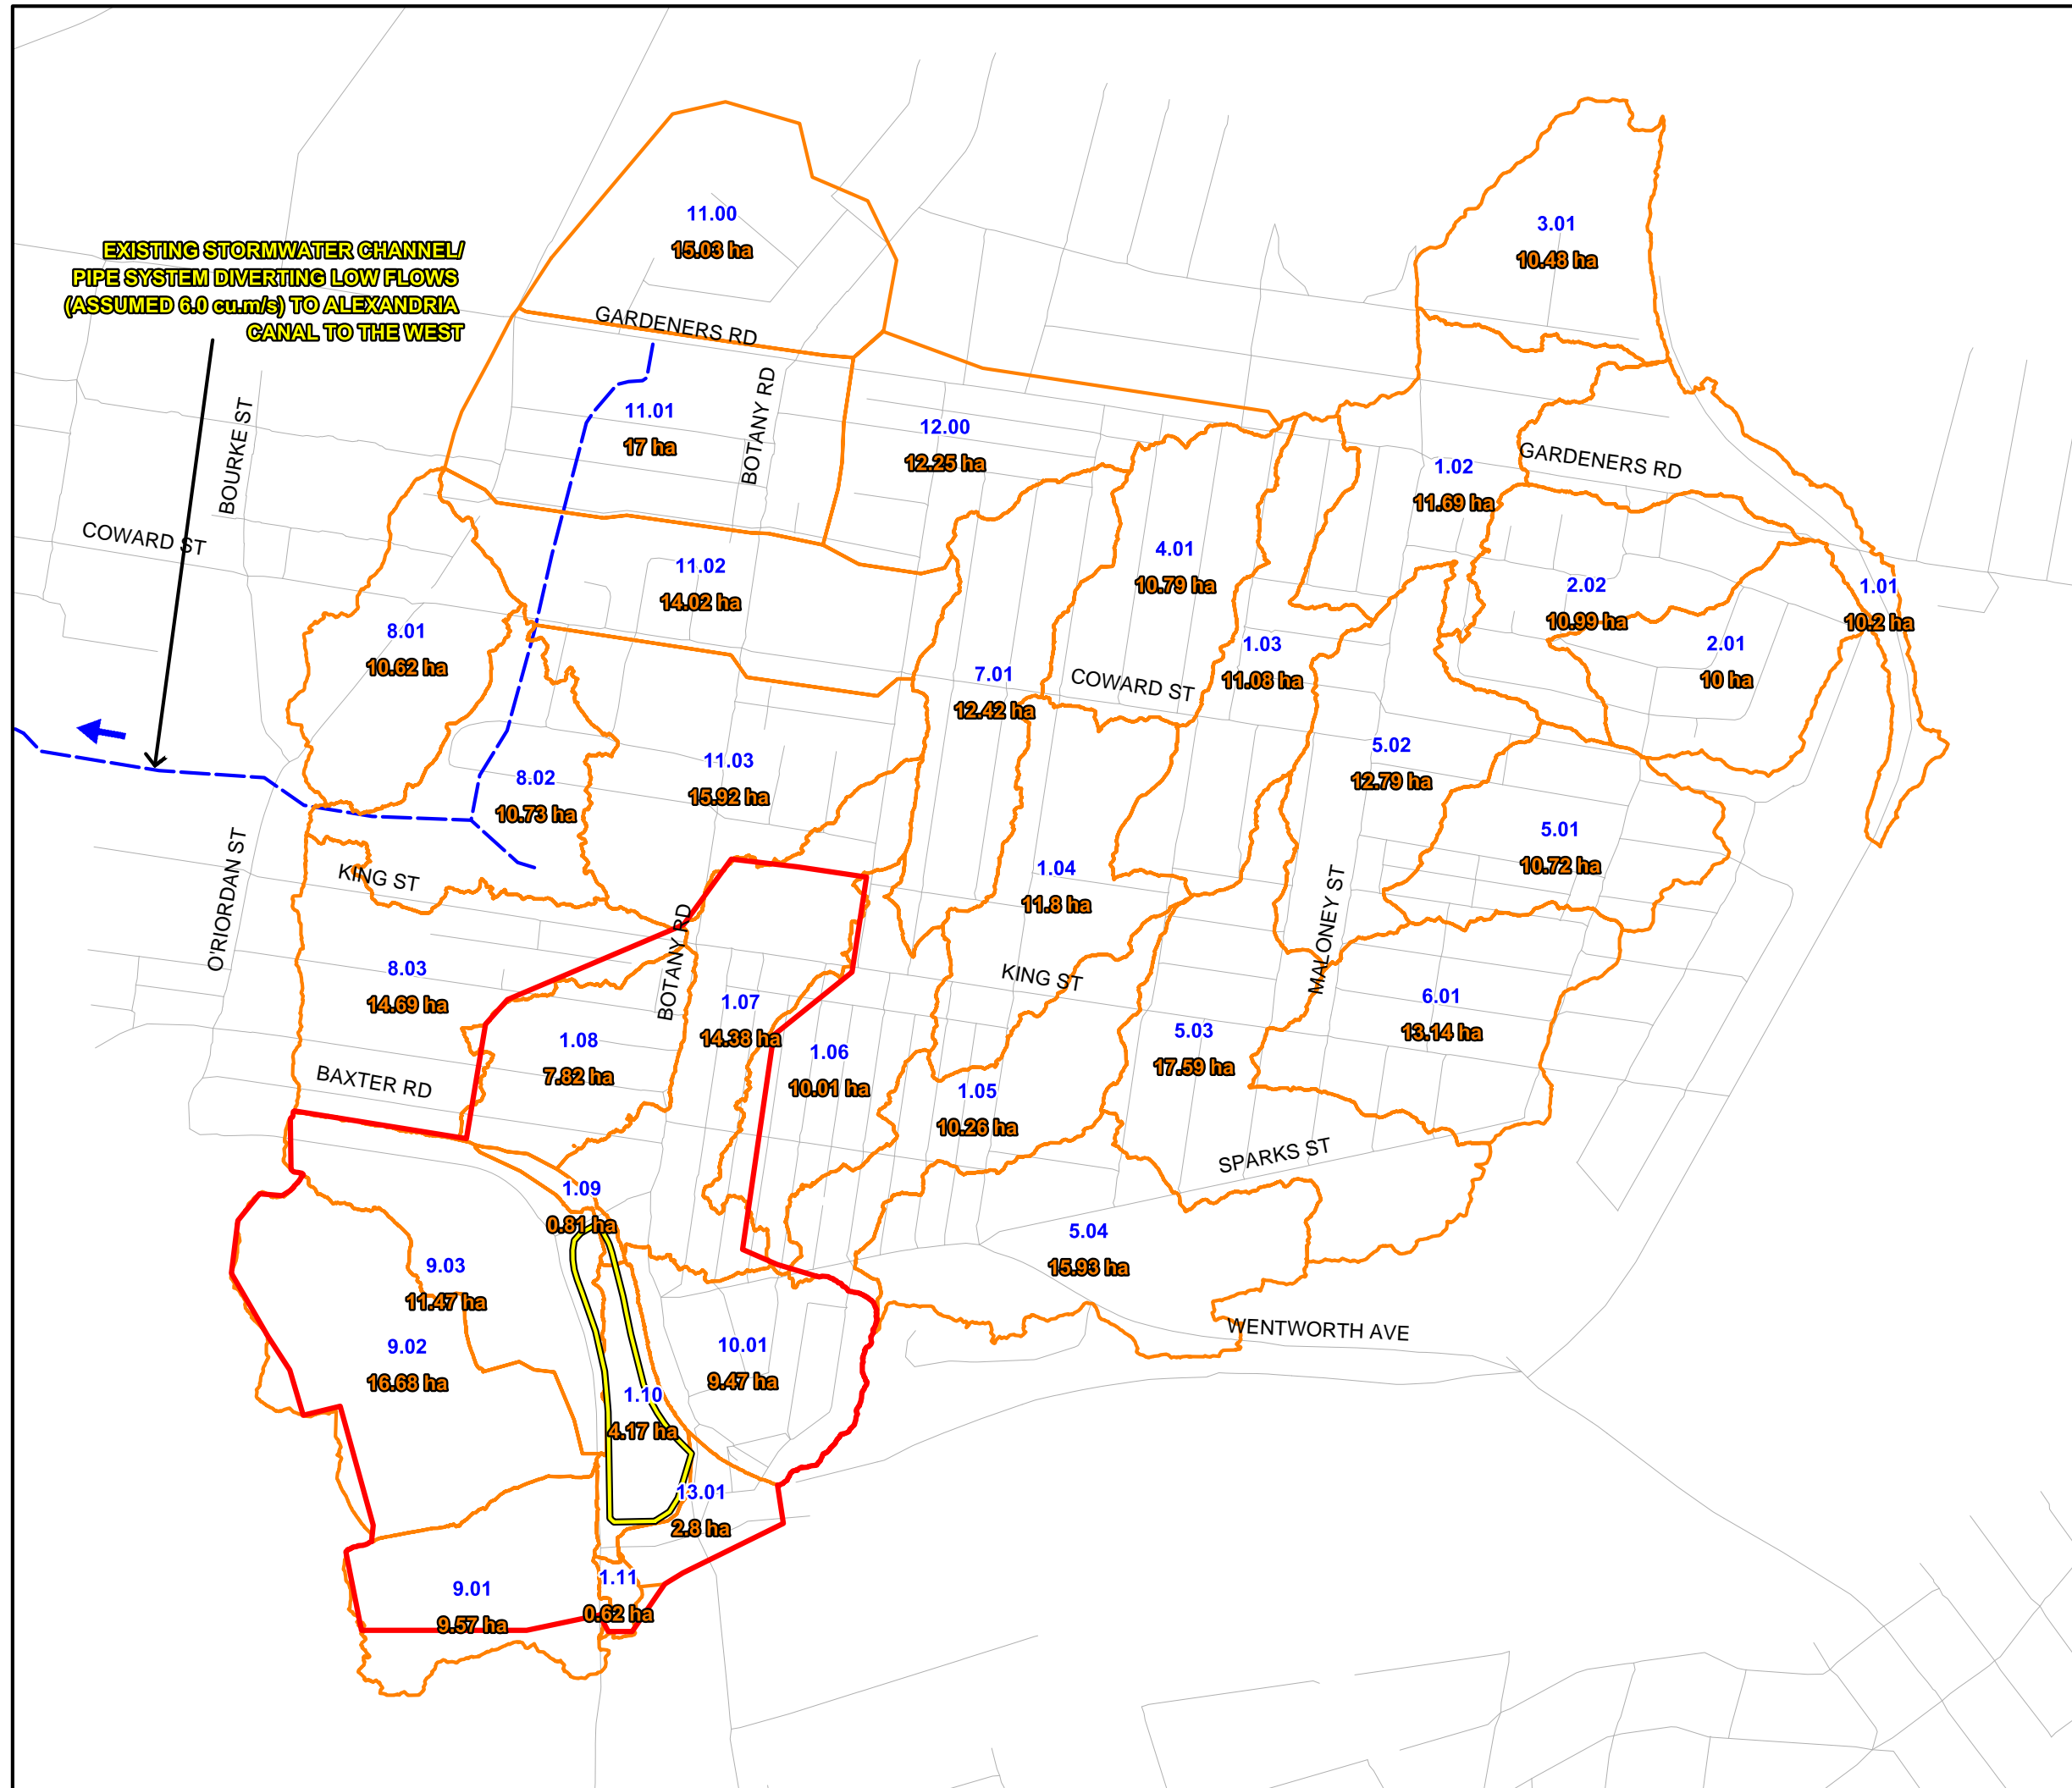 3.01
10.48 ha
11.00
15.03 ha
EXISTING STORMWATER CHANNEL/
PIPE SYSTEM DIVERTING LOW FLOWS
(ASSUMED 6.0 cu.m/s) TO ALEXANDRIA
CANAL TO THE WEST
GARDENERS RD
11.01
17 ha
BOTANY RD
12.00
12.25 ha
BOURKE ST
GARDENERS RD
1.02
11.69 ha
COWARD ST
4.01
10.79 ha
11.02
14.02 ha
2.02
10.99 ha
1.01
10.2 ha
8.01
10.62 ha
1.03
11.08 ha
2.01
10 ha
7.01
12.42 ha
COWARD ST
5.02
12.79 ha
11.03
15.92 ha
8.02
10.73 ha
5.01
10.72 ha
O'RIORDAN ST
KING ST
1.04
11.8 ha
MALONEY ST
BOTANY RD
8.03
14.69 ha
KING ST
1.07
14.38 ha
6.01
13.14 ha
1.08
7.82 ha
1.06
10.01 ha
5.03
17.59 ha
BAXTER RD
1.05
10.26 ha
SPARKS ST
1.09
0.81 ha
5.04
15.93 ha
9.03
11.47 ha
WENTWORTH AVE
9.02
16.68 ha
10.01
9.47 ha
1.10
4.17 ha
13.01
2.8 ha
1.11
0.62 ha
9.01
9.57 ha